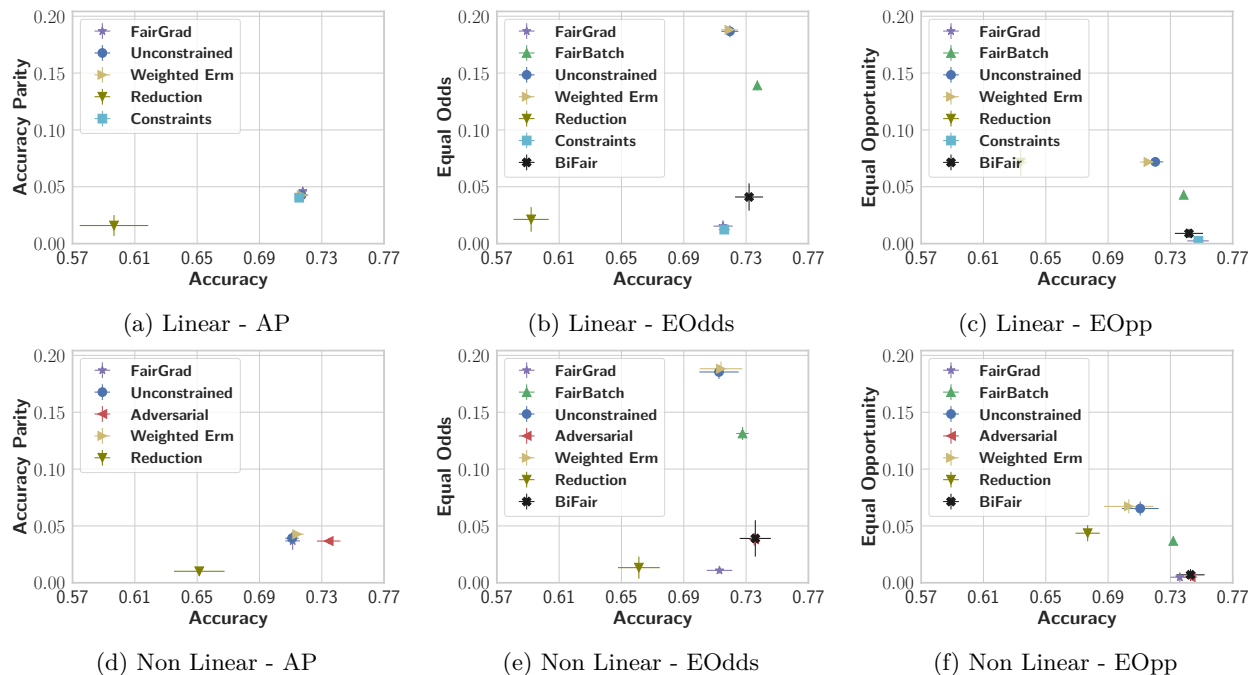 0.20
0.15
0.10
0.05
0.00
Accuracy Parity
FairGrad
Unconstrained
Weighted Erm
Reduction
Constraints
0.57 0.61 0.65 0.69 0.73 0.77
Accuracy
(a) Linear - AP
0.20
0.15
0.10
0.05
0.00
Equal Odds
FairGrad
FairBatch
Unconstrained
Weighted Erm
Reduction
Constraints
BiFair
0.57 0.61 0.65 0.69 0.73 0.77
Accuracy
(b) Linear - EOdds
0.20
0.15
0.10
0.05
0.00
Equal Opportunity
FairGrad
FairBatch
Unconstrained
Weighted Erm
Reduction
Constraints
BiFair
0.57 0.61 0.65 0.69 0.73 0.77
Accuracy
(c) Linear - EOpp
0.20
0.15
0.10
0.05
0.00
Accuracy Parity
FairGrad
Unconstrained
Adversarial
Weighted Erm
Reduction
0.57 0.61 0.65 0.69 0.73 0.77
Accuracy
(d) Non Linear - AP
0.20
0.15
0.10
0.05
0.00
Equal Odds
FairGrad
FairBatch
Unconstrained
Adversarial
Weighted Erm
Reduction
BiFair
0.57 0.61 0.65 0.69 0.73 0.77
Accuracy
(e) Non Linear - EOdds
0.20
0.15
0.10
0.05
0.00
Equal Opportunity
FairGrad
FairBatch
Unconstrained
Adversarial
Weighted Erm
Reduction
BiFair
0.57 0.61 0.65 0.69 0.73 0.77
Accuracy
(f) Non Linear - EOpp